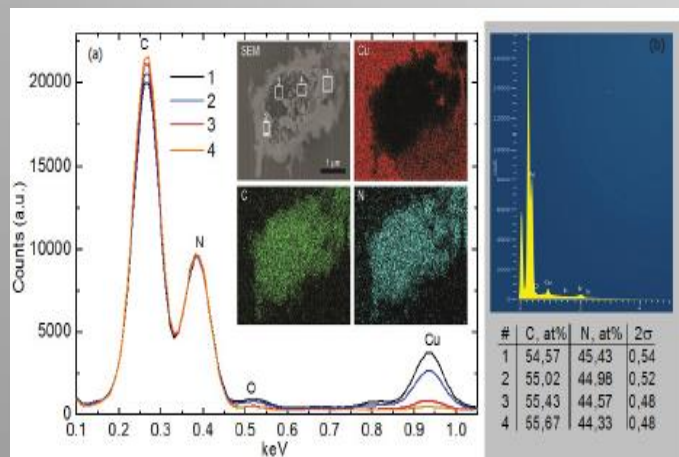 (a)
C
N
O
Cu
1
2
3
4
SEM
1 µm
Cu
C
N
Counts (a.u.)
20000
15000
10000
5000
0
0.1 0.2 0.3 0.4 0.5 0.6 0.7 0.8 0.9 1.0
keV
(b)
# C, at% N, at% 2σ
1 54,57 45,43 0,54
2 55,02 44,98 0,52
3 55,43 44,57 0,48
4 55,67 44,33 0,48